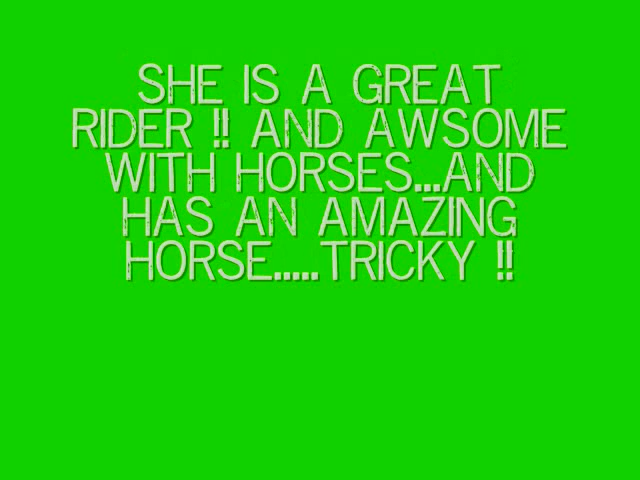 SHE IS A GREAT
RIDER !! AND AWSOME
WITH HORSES...AND
HAS AN AMAZING
HORSE.....TRICKY !!